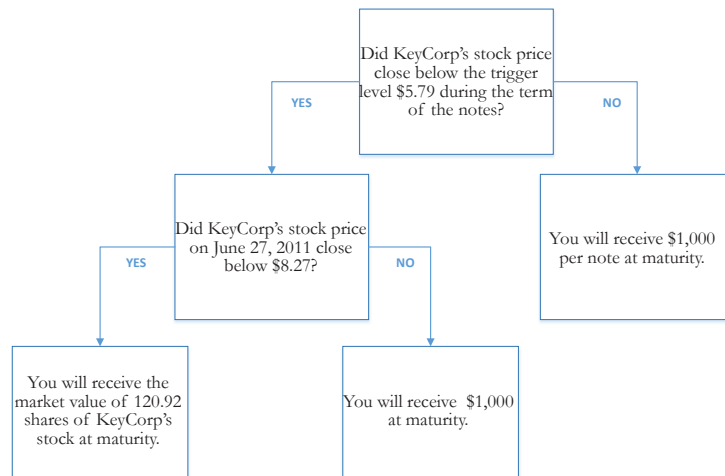 Did KeyCorp's stock price
close below the trigger
level $5.79 during the term
of the notes?
YES
NO
Did KeyCorp's stock price
on June 27, 2011 close
below $8.27?
You will receive $1,000
per note at maturity.
YES
NO
You will receive the
market value of 120.92
shares of KeyCorp's
stock at maturity.
You will receive $1,000
at maturity.